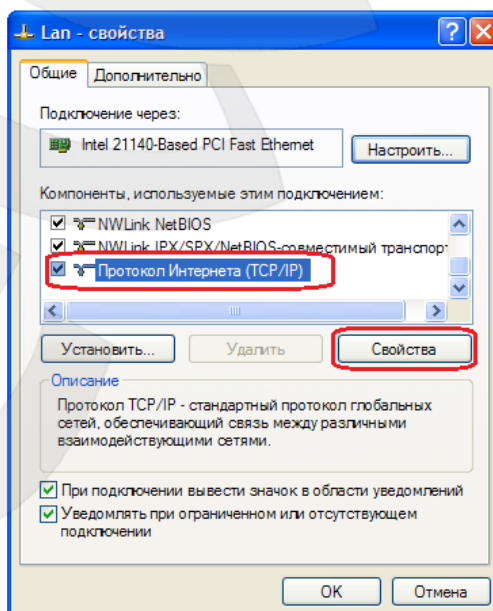 Lan - свойства
Общие
Дополнительно
Подключение через:
Intel 21140-Based PCI Fast Ethernet
Настроить...
Компоненты, используемые этим подключением:
NWLink NetBIOS
NWLink IPX/SPX/NetBIOS-совместимый транспорт
Протокол Интернета (TCP/IP)
Установить...
Удалить
Свойства
Описание
Протокол TCP/IP - стандартный протокол глобальных
сетей, обеспечивающий связь между различными
взаимодействующими сетями.
При подключении вывести значок в области уведомлений
Уведомлять при ограниченном или отсутствующем
подключении
OK
Отмена